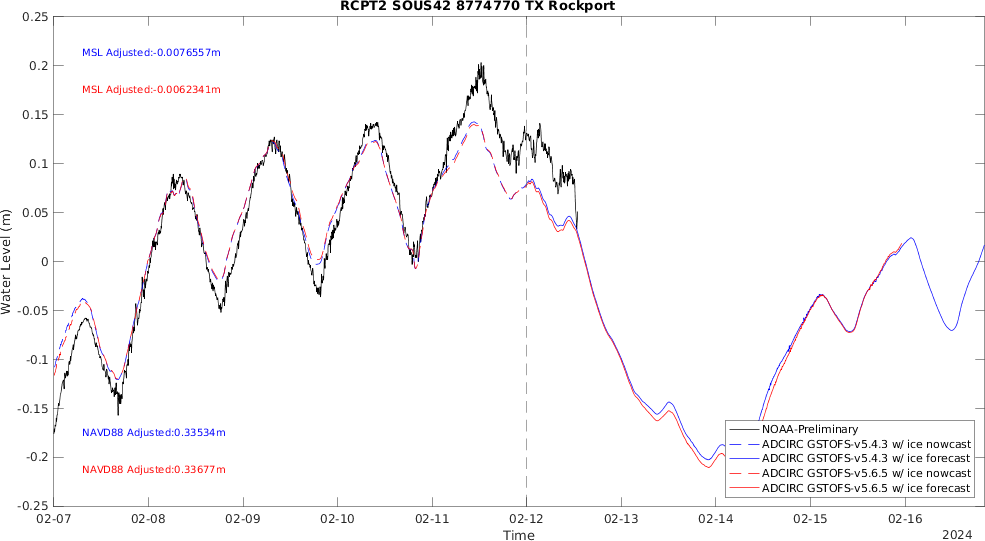 RCPT2 SOUS42 8774770 TX Rockport
0.25
0.2
0.15
0.1
0.05
0
-0.05
-0.1
-0.15
-0.2
-0.25
Water Level (m)
MSL Adjusted:-0.0076557m
MSL Adjusted:-0.0062341m
NAVD88 Adjusted:0.33534m
NAVD88 Adjusted:0.33677m
NOAA-Preliminary
ADCIRC GSTOFS-v5.4.3 w/ ice nowcast
ADCIRC GSTOFS-v5.4.3 w/ ice forecast
ADCIRC GSTOFS-v5.6.5 w/ ice nowcast
ADCIRC GSTOFS-v5.6.5 w/ ice forecast
02-07 02-08 02-09 02-10 02-11 02-12 02-13 02-14 02-15 02-16
Time
2024